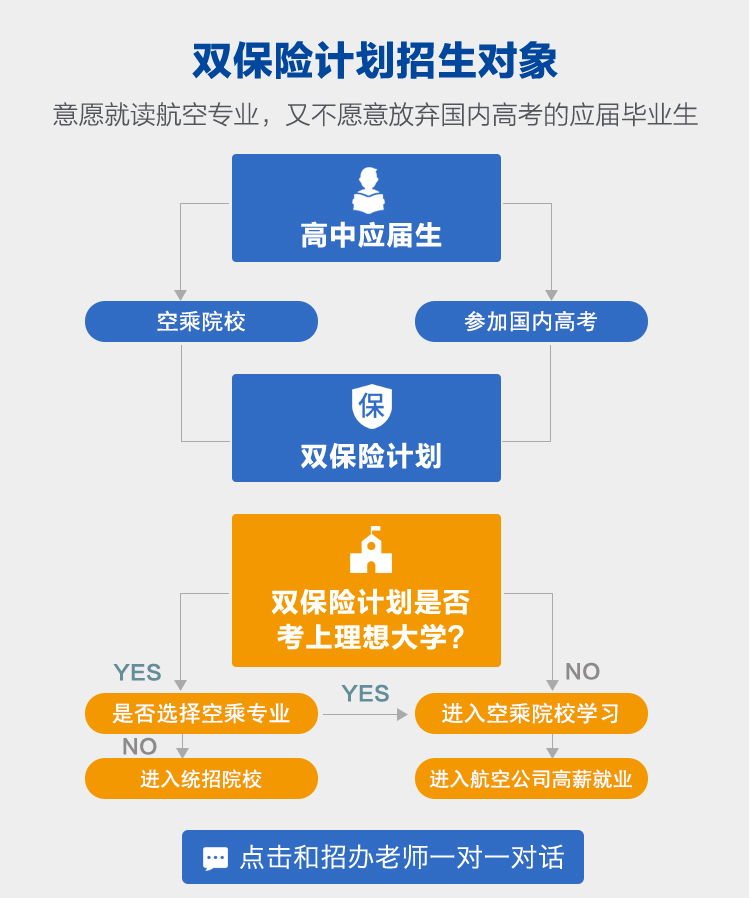 双保险计划招生对象
意愿就读航空专业，又不愿意放弃国内高考的应届毕业生
高中应届生
空乘院校
参加国内高考
保
双保险计划
双保险计划是否
考上理想大学?
YES
NO
是否选择空乘专业
YES
进入空乘院校学习
NO
进入统招院校
进入航空公司高薪就业
点击和招办老师一对一对话